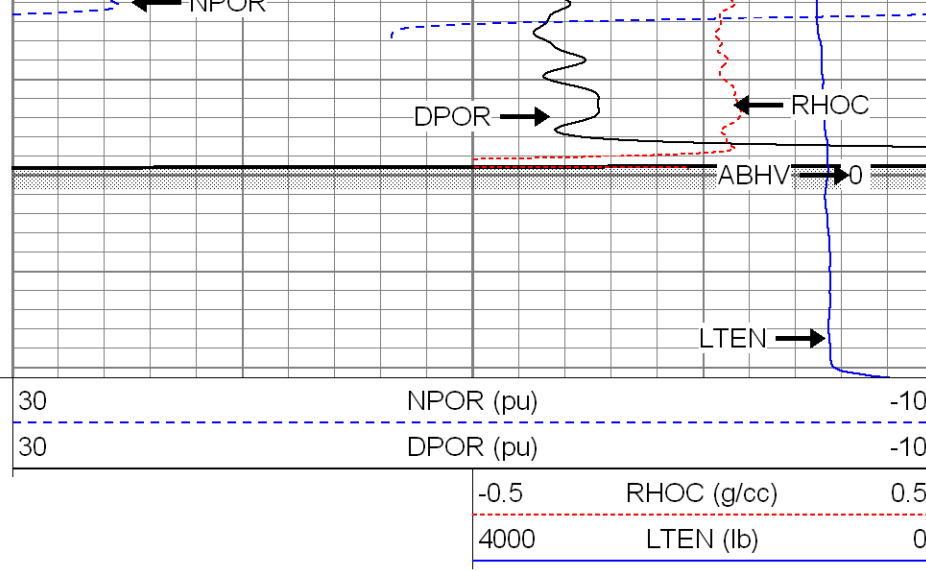 NPOR
DPOR
RHOC
ABHV
0
LTEN
30 NPOR (pu) -10
30 DPOR (pu) -10
-0.5 RHOC (g/cc) 0.5
4000 LTEN (lb) 0